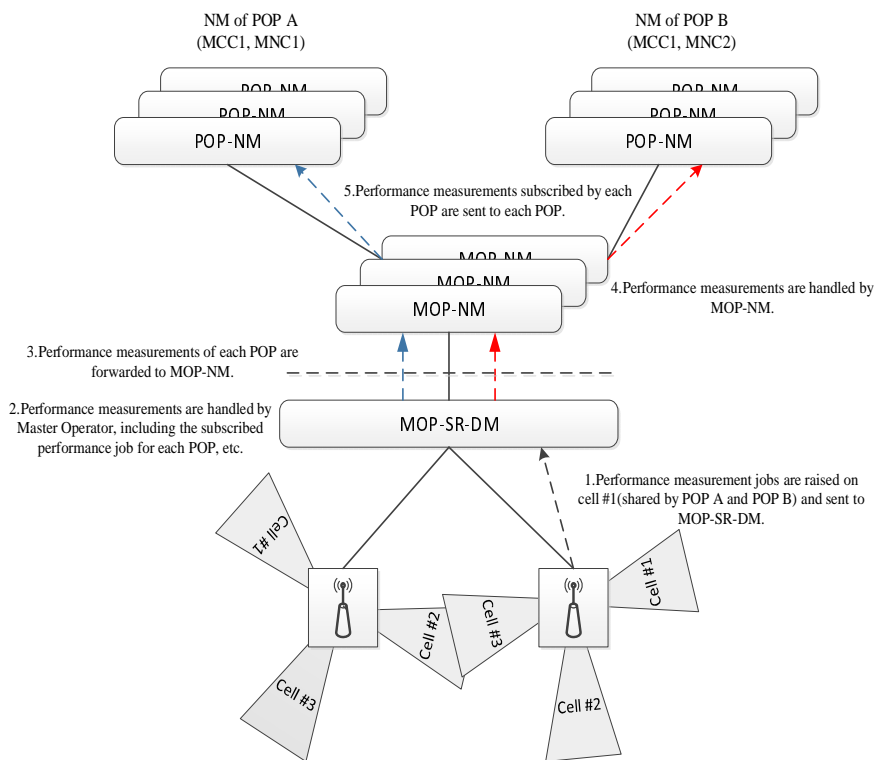 NM of POP A
(MCC1, MNC1)
NM of POP B
(MCC1, MNC2)
POP-NM
POP-NM
POP-NM
POP-NM
POP-NM
POP-NM
5.Performance measurements subscribed by each
POP are sent to each POP.
MOP-NM
MOP-NM
MOP-NM
4.Performance measurements are handled by
MOP-NM.
3.Performance measurements of each POP are
forwarded to MOP-NM.
2.Performance measurements are handled by
Master Operator, including the subscribed
performance job for each POP, etc.
MOP-SR-DM
1.Performance measurement jobs are raised on
cell #1(shared by POP A and POP B) and sent to
MOP-SR-DM.
Cell #1
Cell #2
Cell #3
Cell #3
Cell #1
Cell #2